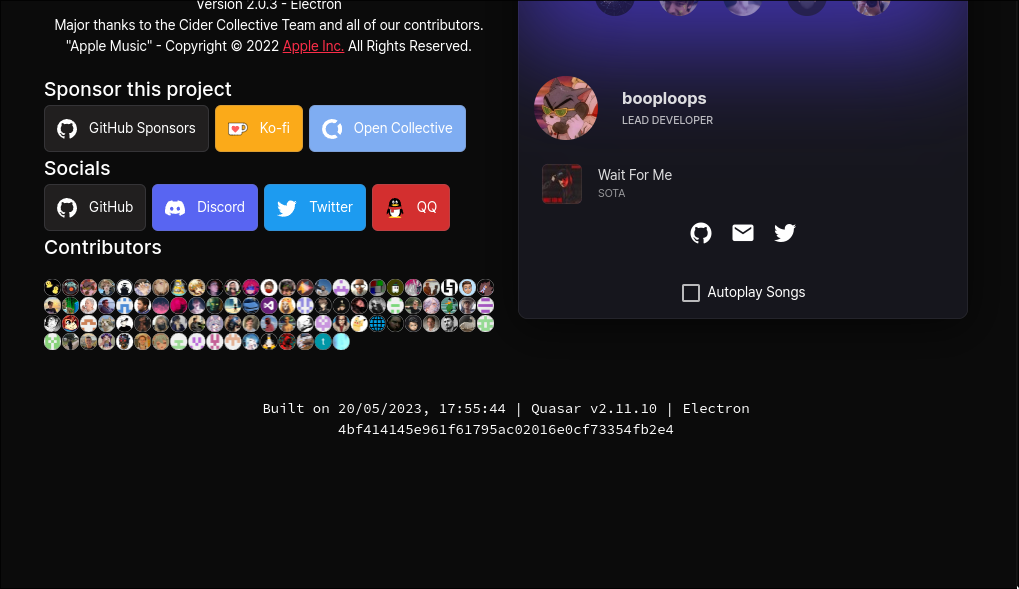 Version 2.0.3 - Electron
Major thanks to the Cider Collective Team and all of our contributors.
"Apple Music" - Copyright © 2022 Apple Inc. All Rights Reserved.
Sponsor this project
GitHub Sponsors
Ko-fi
Open Collective
Socials
GitHub
Discord
Twitter
QQ
Contributors
booploops
LEAD DEVELOPER
Wait For Me
SOTA
Autoplay Songs
Built on 20/05/2023, 17:55:44 | Quasar v2.11.10 | Electron
4bf414145e961f61795ac02016e0cf73354fb2e4